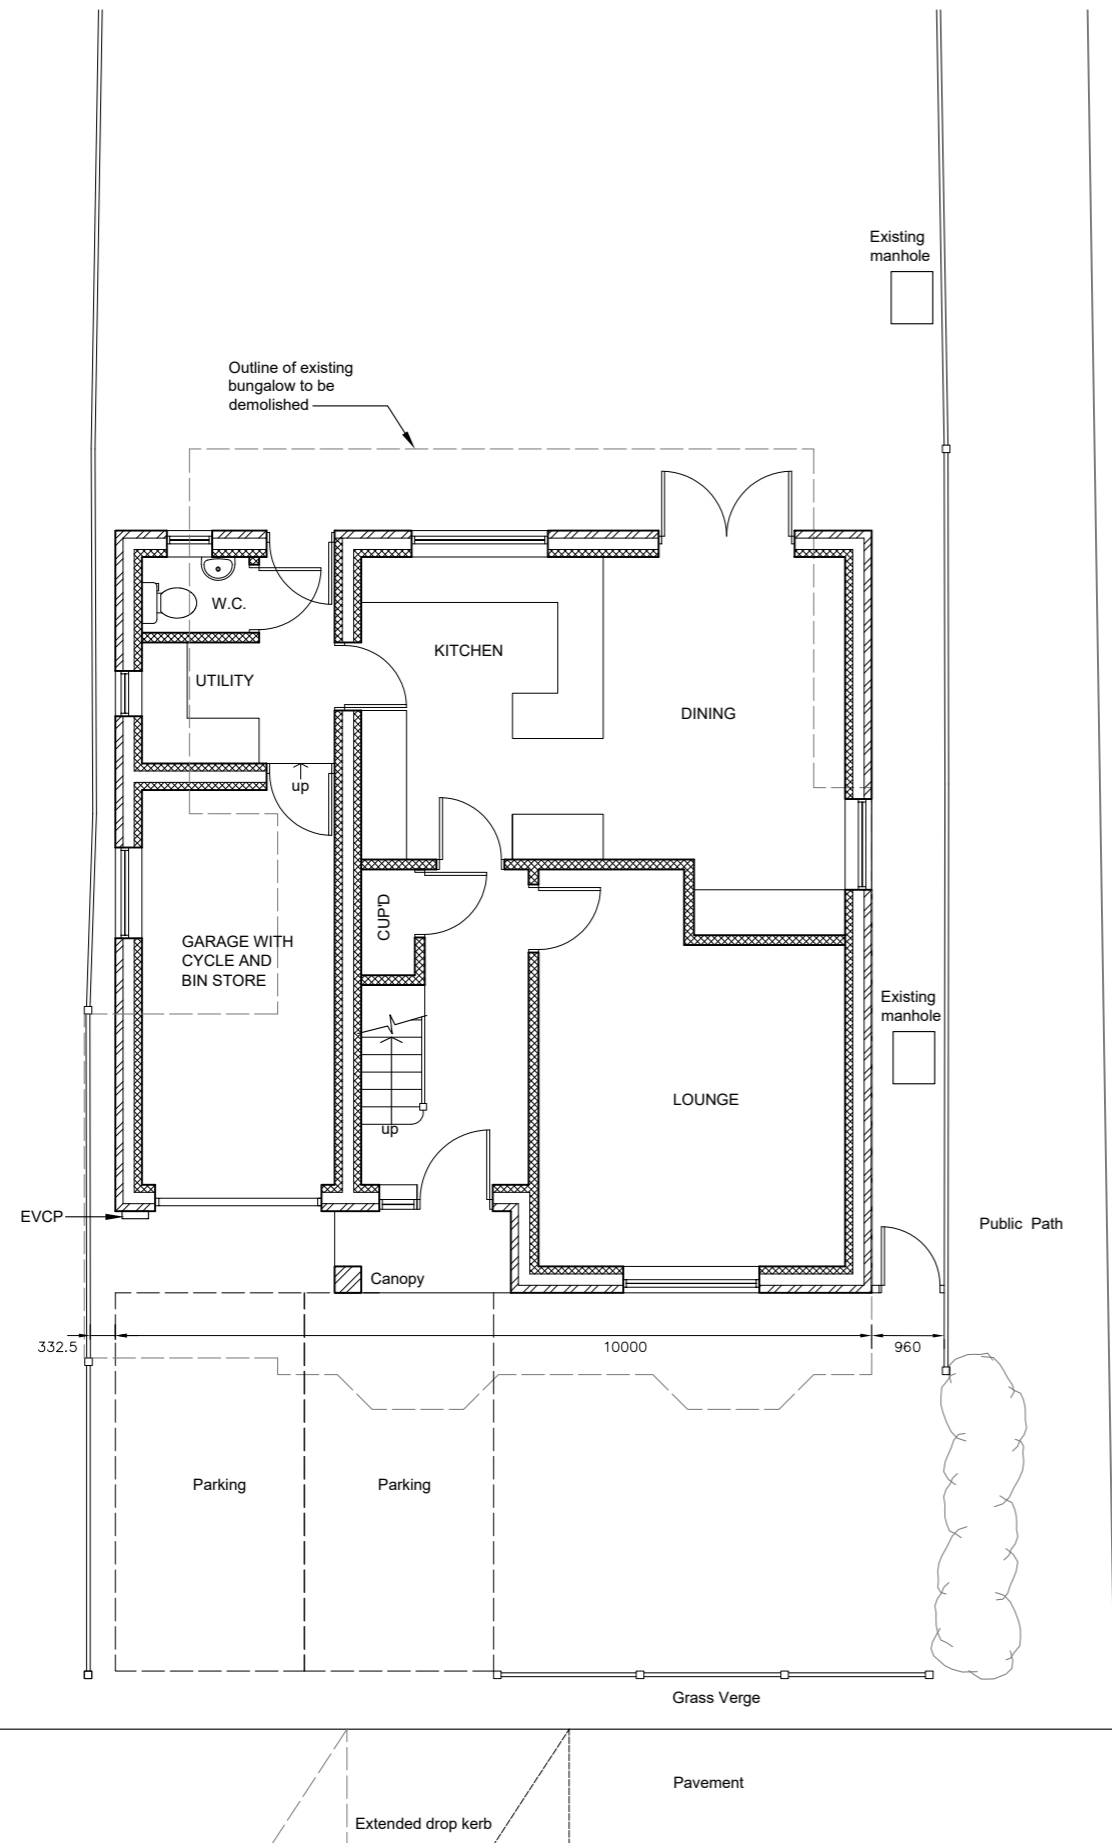 Existing
manhole
Outline of existing
bungalow to be
demolished
W.C.
KITCHEN
UTILITY
DINING
up
CUP'D
GARAGE WITH
CYCLE AND
BIN STORE
Existing
manhole
LOUNGE
up
EVCP
Public Path
Canopy
332.5
10000
960
Parking
Parking
Grass Verge
Pavement
Extended drop kerb